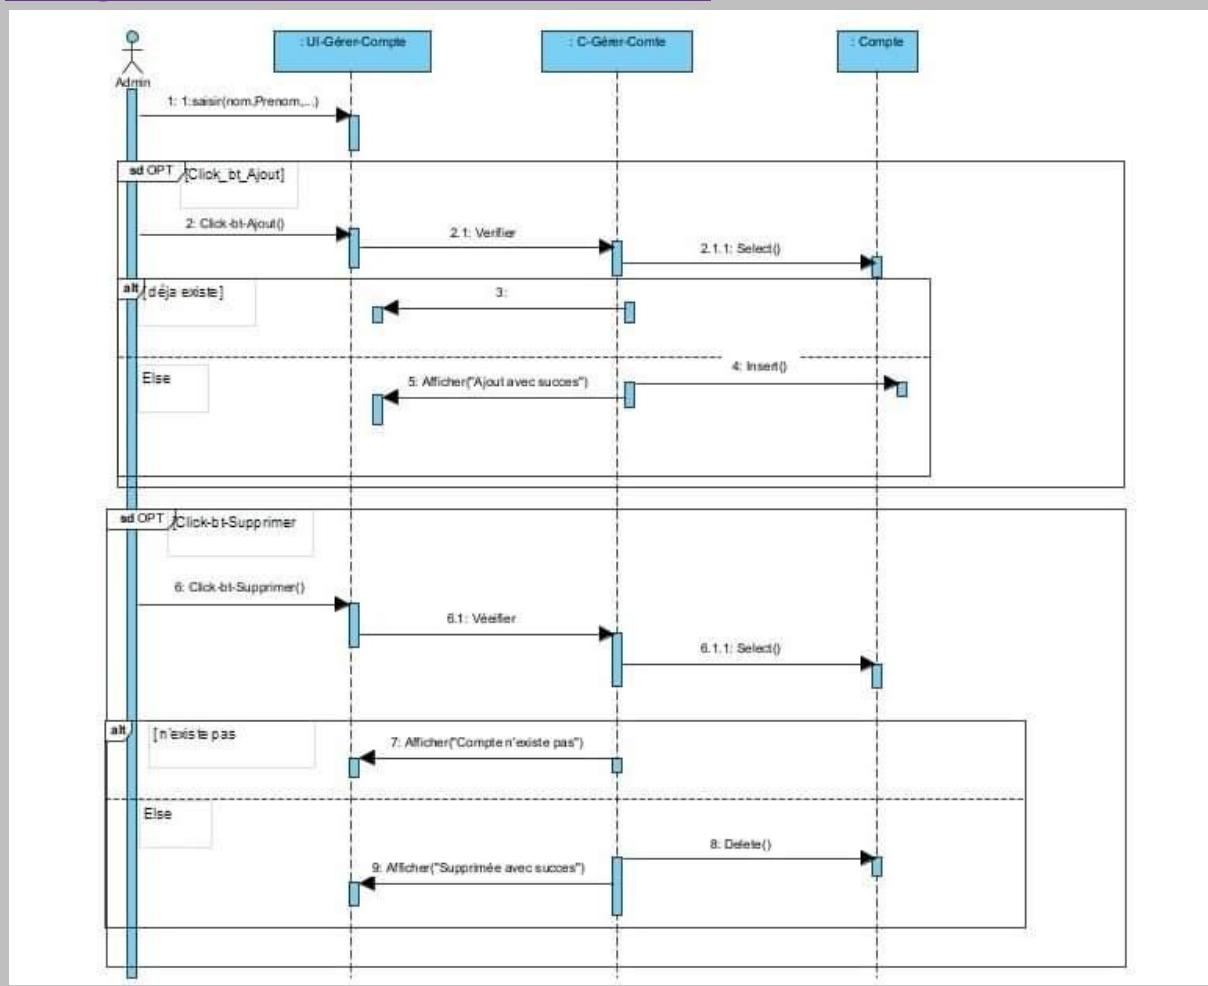 : UI-Gérer-Compte
: C-Gérer-Comte
: Compte
Admin
1: 1:saisir(nom,Prenom,...)
sd OPT
[Click_bt_Ajout]
2: Click-bt-Ajout()
2.1: Verifier
2.1.1: Select()
alt
[déja existe]
3:
4: Insert()
Else
5: Afficher("Ajout avec succes")
sd OPT
[Click-bt-Supprimer
6: Click-bt-Supprimer()
6.1: Véeifier
6.1.1: Select()
alt
[n'existe pas
7: Afficher("Compte n'existe pas")
Else
8: Delete()
9: Afficher("Supprimée avec succes")